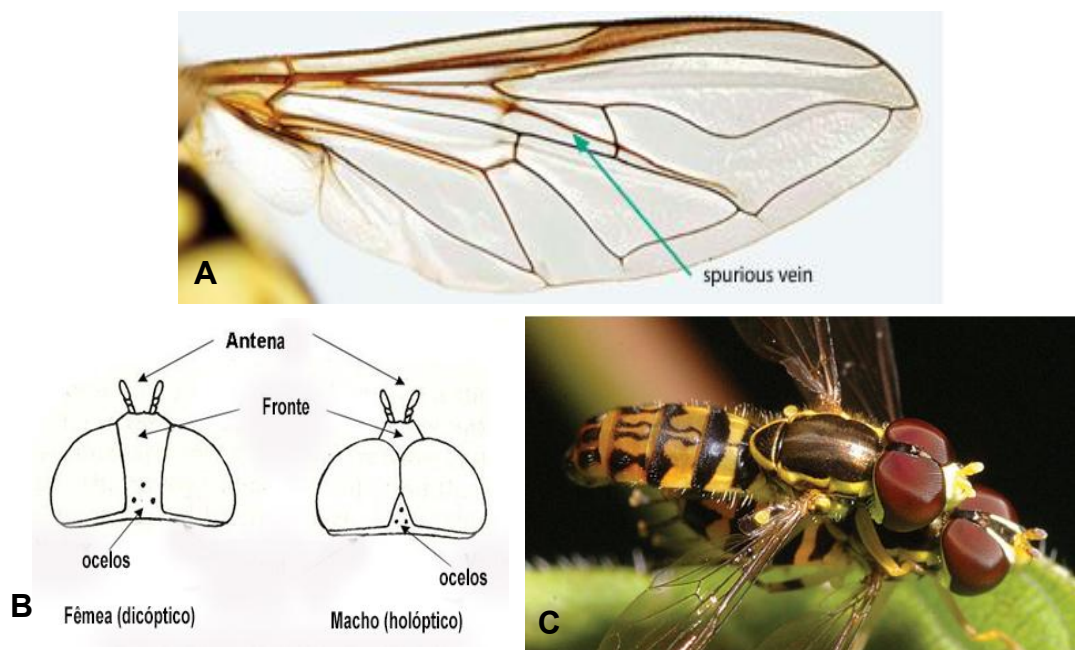 spurious vein
A
Antena
Fronte
ocelos
ocelos
Fêmea (dicóptico)
Macho (holóptico)
B
C